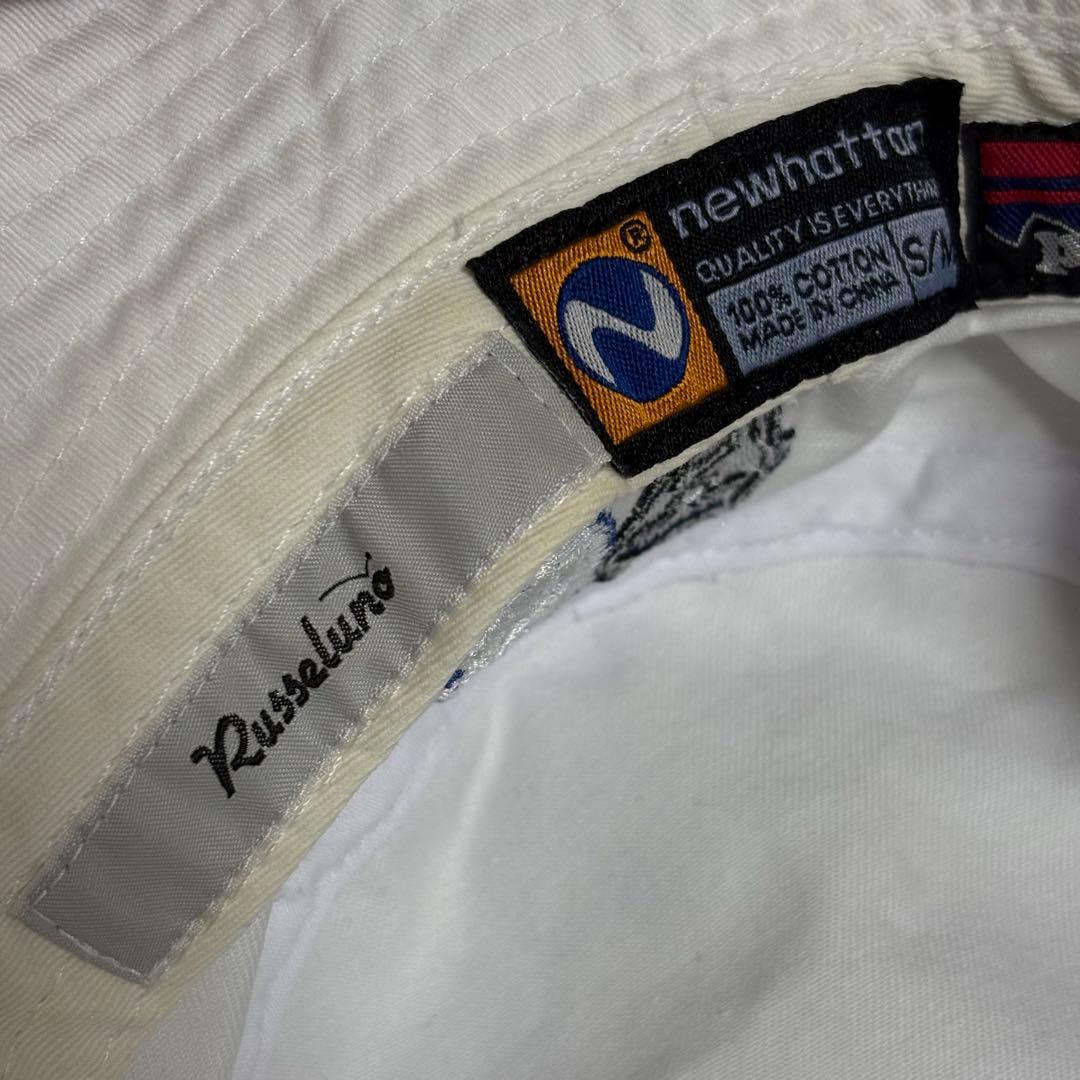 newhattan
QUALITY IS EVERYTHING
100% COTTON
MADE IN CHINA
S/M
N
®
Russeluno
R